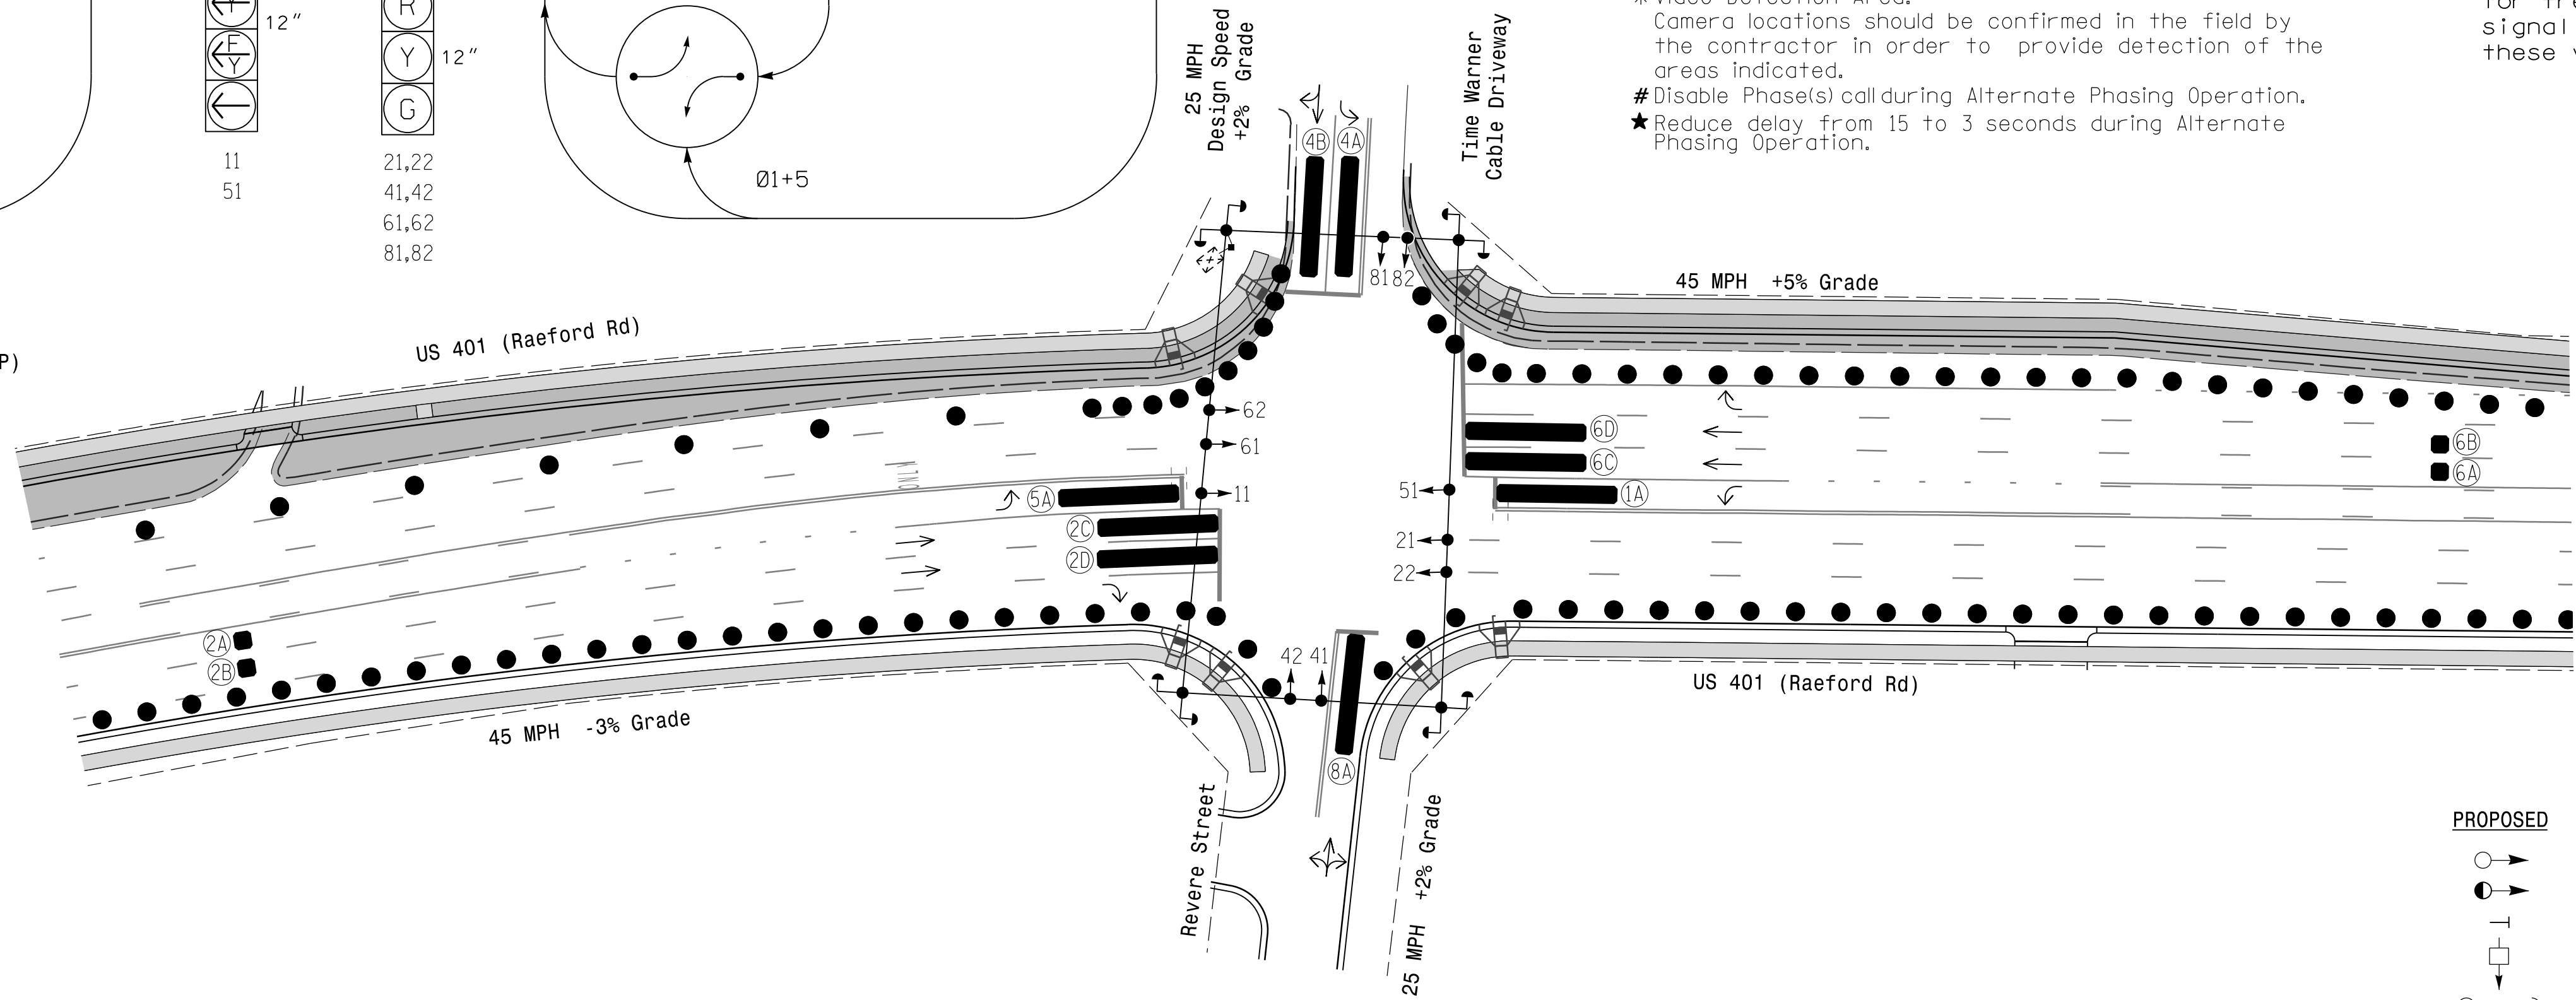 F
Y
12"
R
Y
G
12"
11
51
21,22
41,42
61,62
81,82
Ø1+5
25 MPH
Design Speed
+2% Grade
Time Warner
Cable Driveway
Video Detection Area.
Camera locations should be confirmed in the field by
the contractor in order to provide detection of the
areas indicated.
# Disable Phase(s) call during Alternate Phasing Operation.
★ Reduce delay from 15 to 3 seconds during Alternate
Phasing Operation.
signal
these
4B
4A
81 82
45 MPH +5% Grade
US 401 (Raeford Rd)
P)
62
61
11
5A
2C
2D
6D
6C
1A
51
21
22
6B
6A
2A
2B
42 41
8A
US 401 (Raeford Rd)
45 MPH -3% Grade
Revere Street
25 MPH +2% Grade
PROPOSED